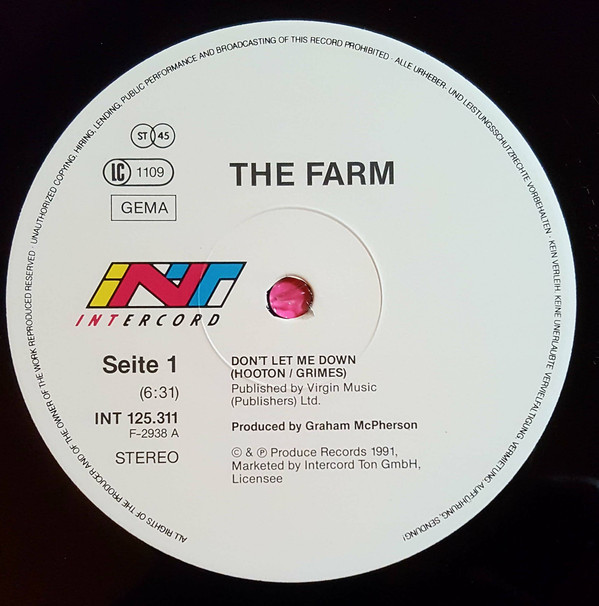 ALL RIGHTS OF THE PRODUCER AND OF THE OWNER OF THE WORK REPRODUCED RESERVED · UNAUTHORIZED COPYING, HIRING, LENDING, PUBLIC PERFORMANCE AND BROADCASTING OF THIS RECORD PROHIBITED · ALLE URHEBER- UND LEISTUNGSSCHUTZRECHTE VORBEHALTEN · KEIN VERLEIH · KEINE UNERLAUBTE VERVIELFÄLTIGUNG, VERMIETUNG, AUFFÜHRUNG, SENDUNG!
ST 45
LC 1109
GEMA
THE FARM
INT
INTERCORD
Seite 1
(6:31)
INT 125.311
F-2938 A
STEREO
DON'T LET ME DOWN
(HOOTON / GRIMES)
Published by Virgin Music
(Publishers) Ltd.
Produced by Graham McPherson
© & ℗ Produce Records 1991,
Marketed by Intercord Ton GmbH,
Licensee